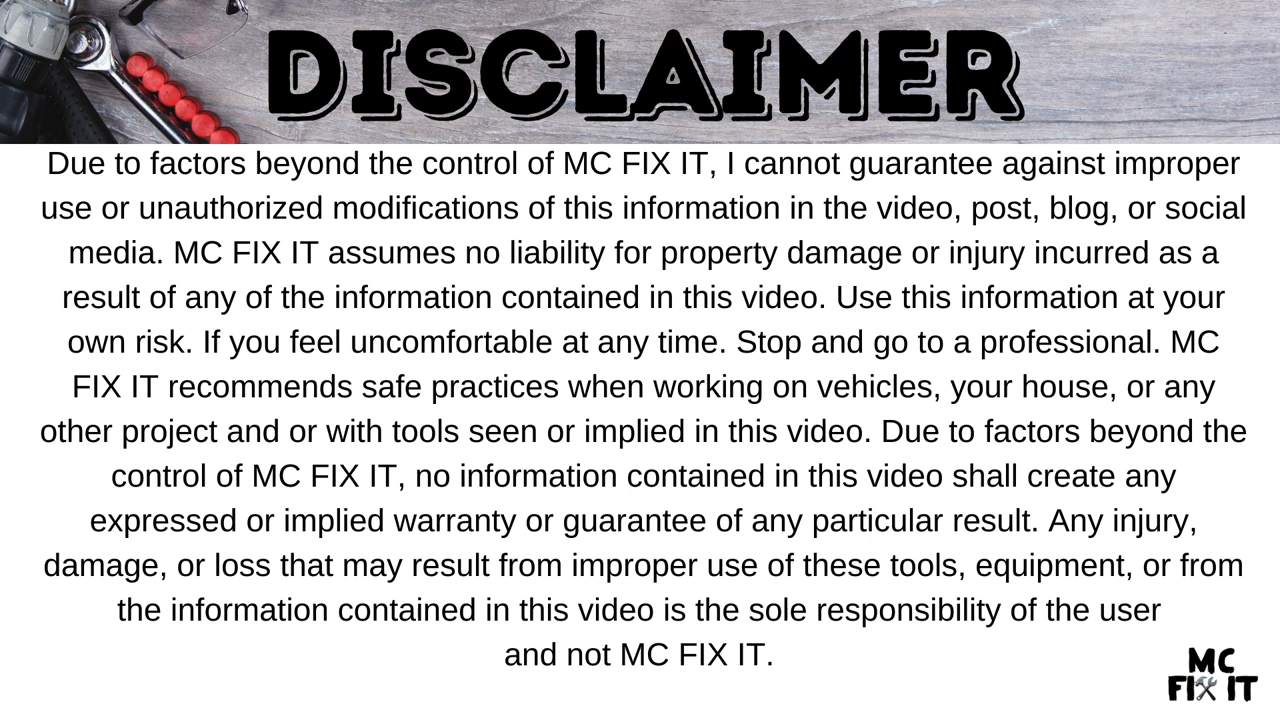 DISCLAIMER
Due to factors beyond the control of MC FIX IT, I cannot guarantee against improper
use or unauthorized modifications of this information in the video, post, blog, or social
media. MC FIX IT assumes no liability for property damage or injury incurred as a
result of any of the information contained in this video. Use this information at your
own risk. If you feel uncomfortable at any time. Stop and go to a professional. MC
FIX IT recommends safe practices when working on vehicles, your house, or any
other project and or with tools seen or implied in this video. Due to factors beyond the
control of MC FIX IT, no information contained in this video shall create any
expressed or implied warranty or guarantee of any particular result. Any injury,
damage, or loss that may result from improper use of these tools, equipment, or from
the information contained in this video is the sole responsibility of the user
and not MC FIX IT.
MC
FIX IT